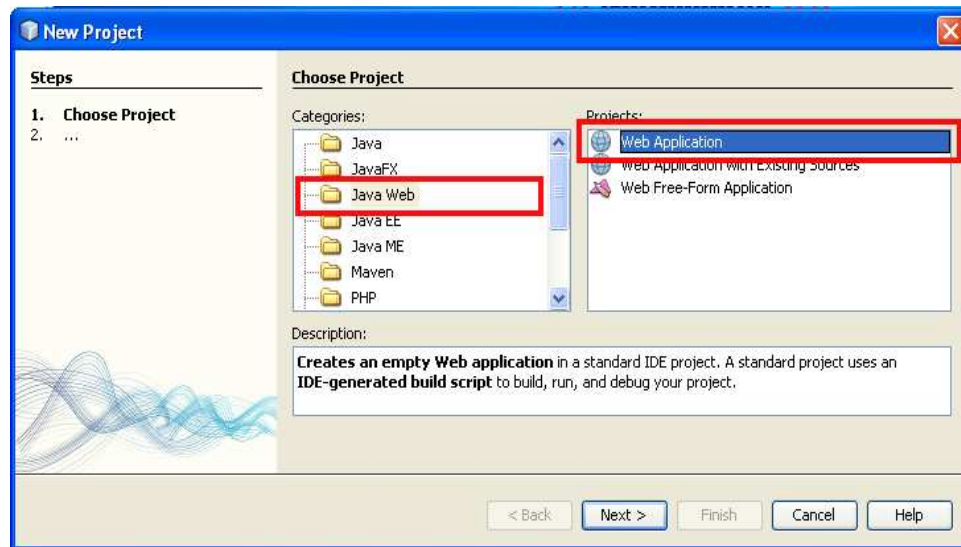 New Project
Steps
1. Choose Project
2. ...
Choose Project
Categories:
Java
JavaFX
Java Web
Java EE
Java ME
Maven
PHP
Projects:
Web Application
Web Application with Existing Sources
Web Free-Form Application
Description:
Creates an empty Web application in a standard IDE project. A standard project uses an
IDE-generated build script to build, run, and debug your project.
< Back Next > Finish Cancel Help